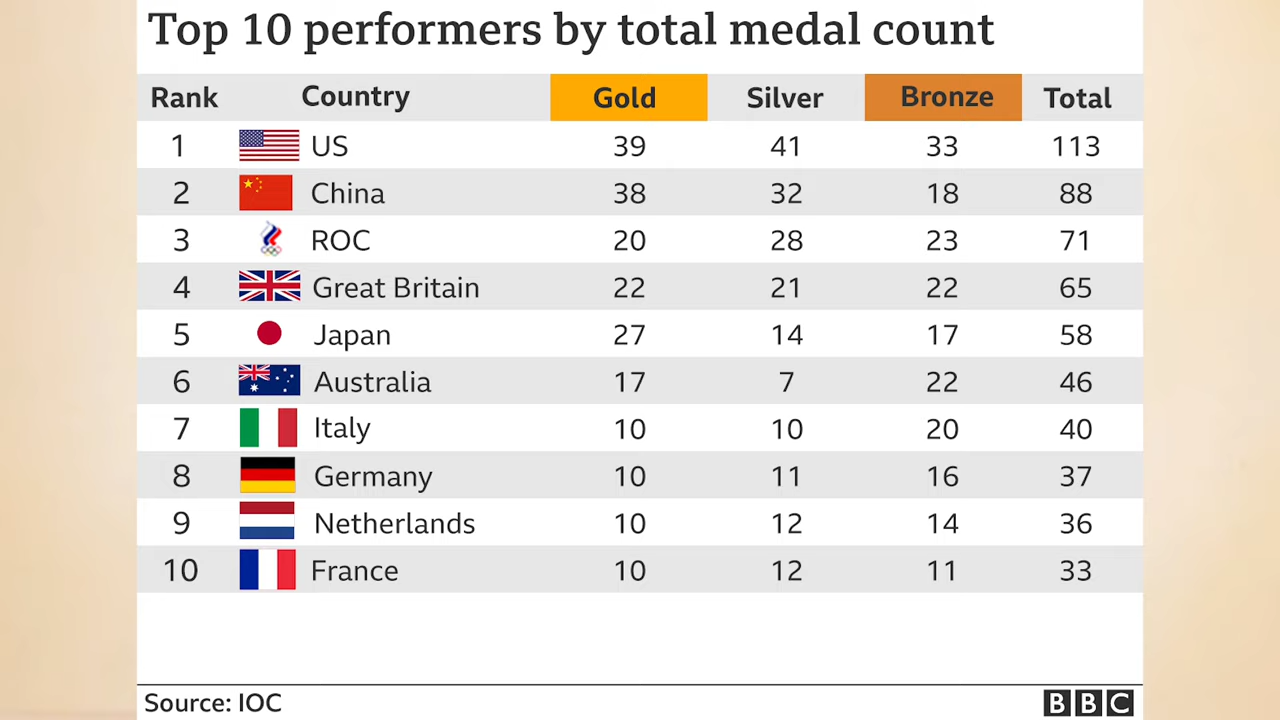 Top 10 performers by total medal count
Rank Country Gold Silver Bronze Total
1 US 39 41 33 113
2 China 38 32 18 88
3 ROC 20 28 23 71
4 Great Britain 22 21 22 65
5 Japan 27 14 17 58
6 Australia 17 7 22 46
7 Italy 10 10 20 40
8 Germany 10 11 16 37
9 Netherlands 10 12 14 36
10 France 10 12 11 33
Source: IOC BBC